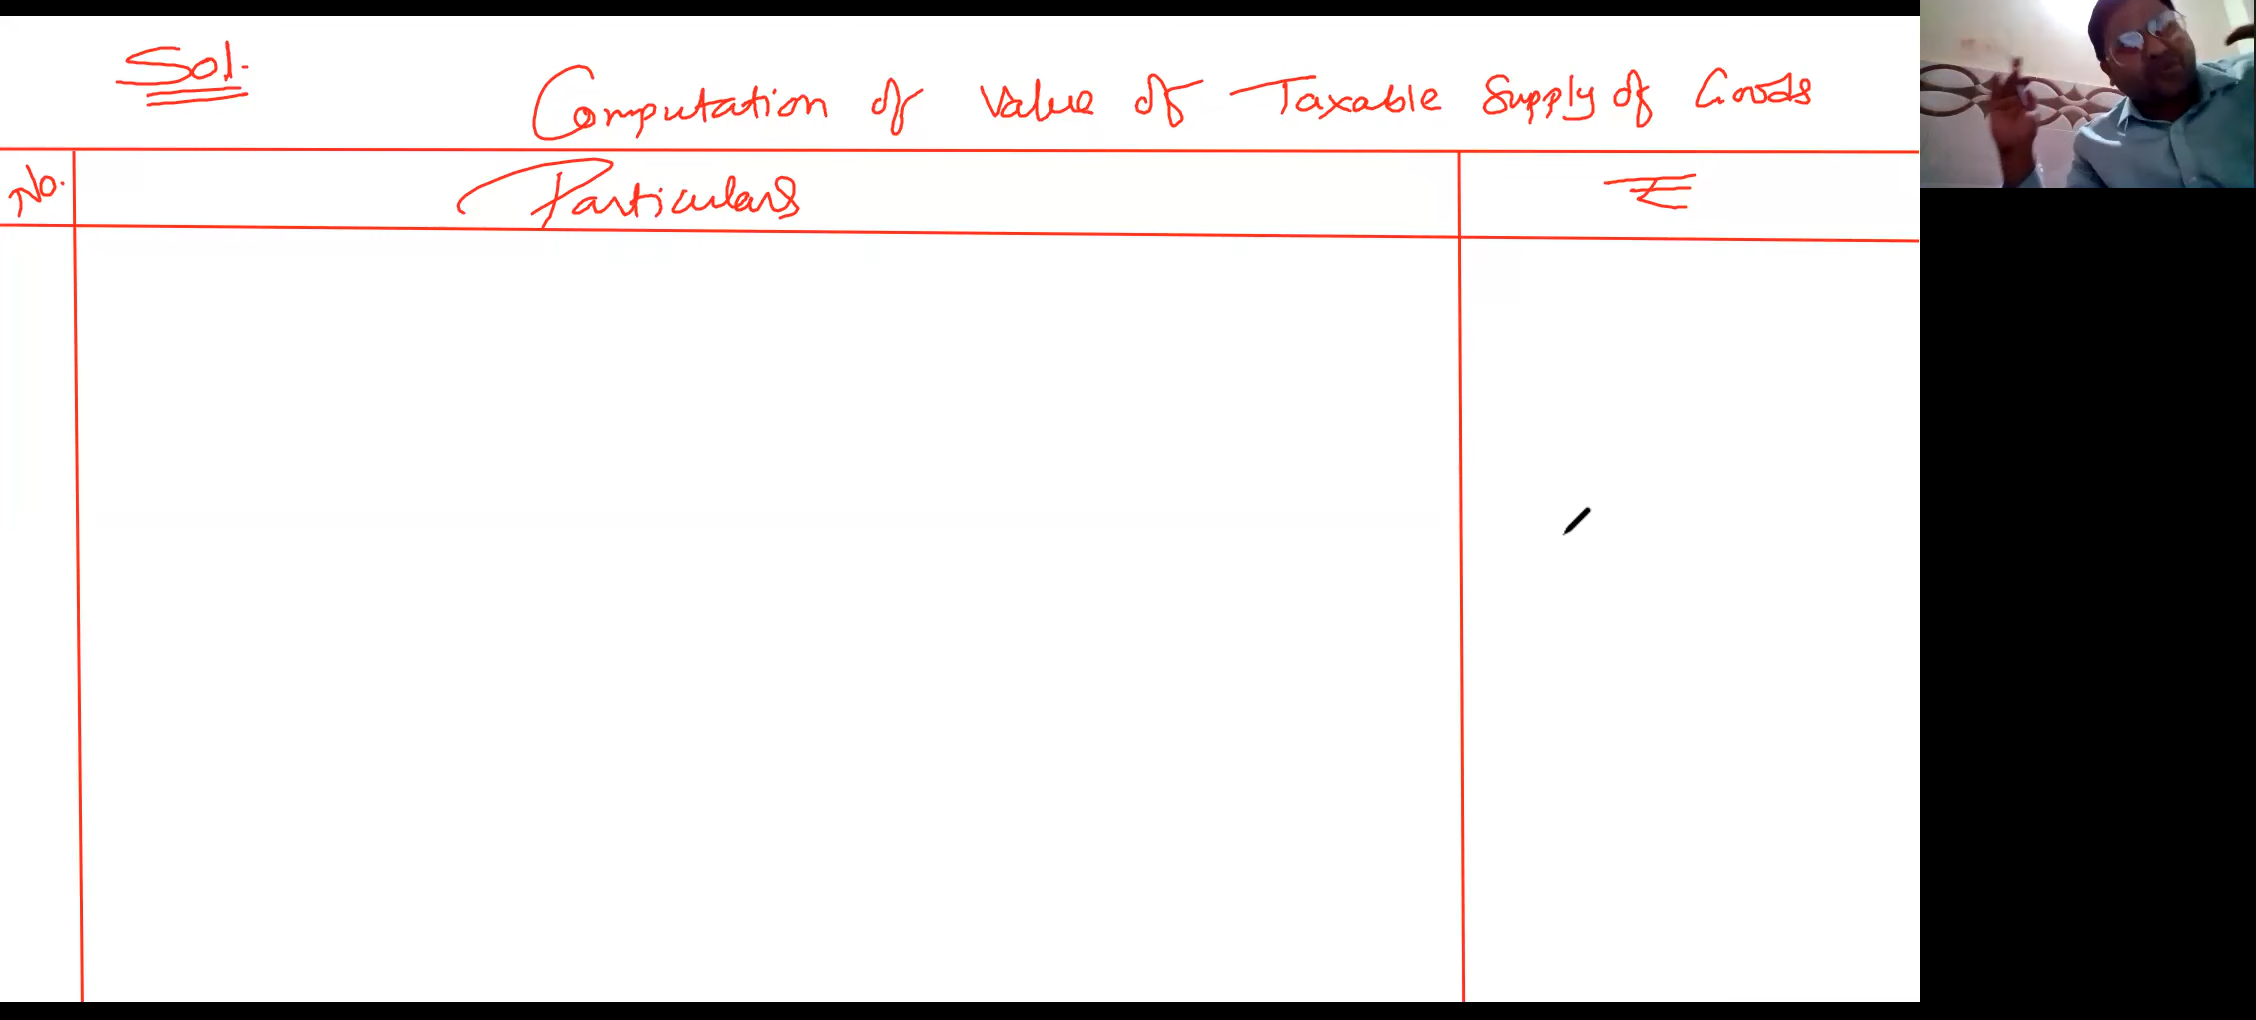 Sol.
Computation of Value of Taxable Supply of Goods
No. Particulars ₹